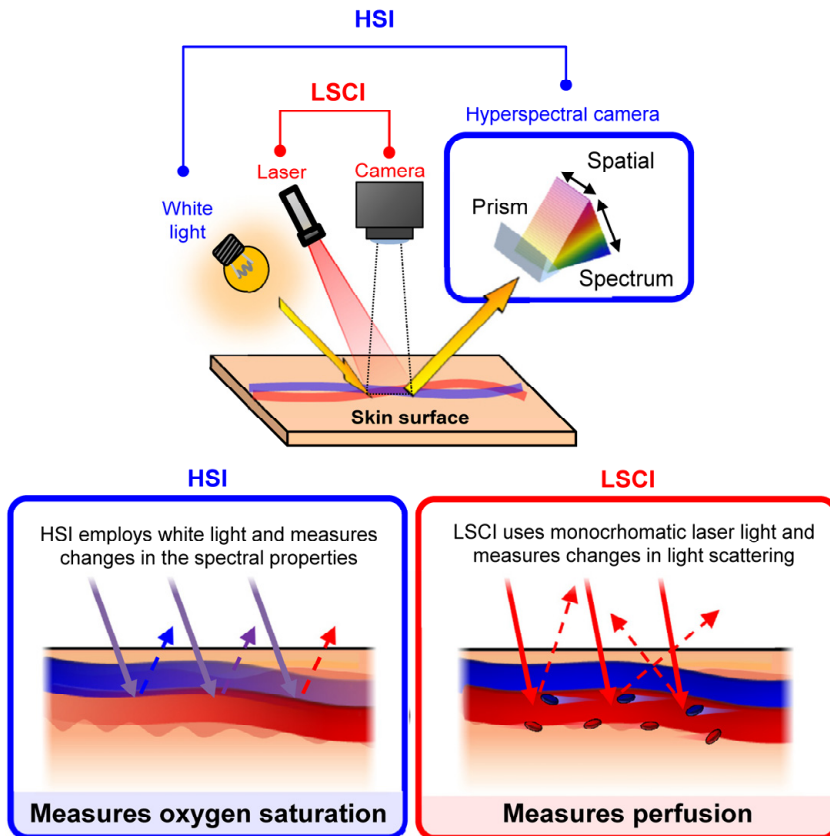 HSI
LSCI
Hyperspectral camera
Laser
Camera
White
light
Spatial
Prism
Spectrum
Skin surface
HSI
HSI employs white light and measures
changes in the spectral properties
Measures oxygen saturation
LSCI
LSCI uses monocrhomatic laser light and
measures changes in light scattering
Measures perfusion